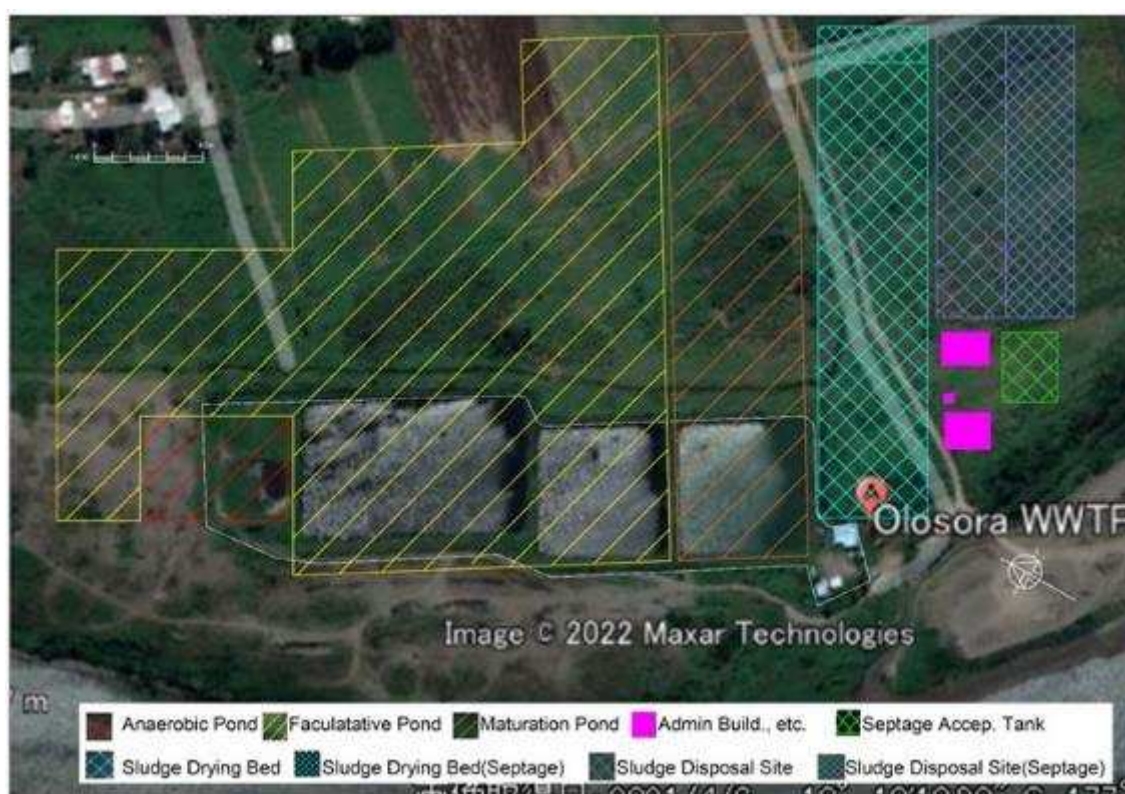 Olosora WWTP
Image © 2022 Maxar Technologies
m
Anaerobic Pond Faculatative Pond Maturation Pond Admin Build., etc. Septage Accep. Tank
Sludge Drying Bed Sludge Drying Bed(Septage) Sludge Disposal Site Sludge Disposal Site(Septage)